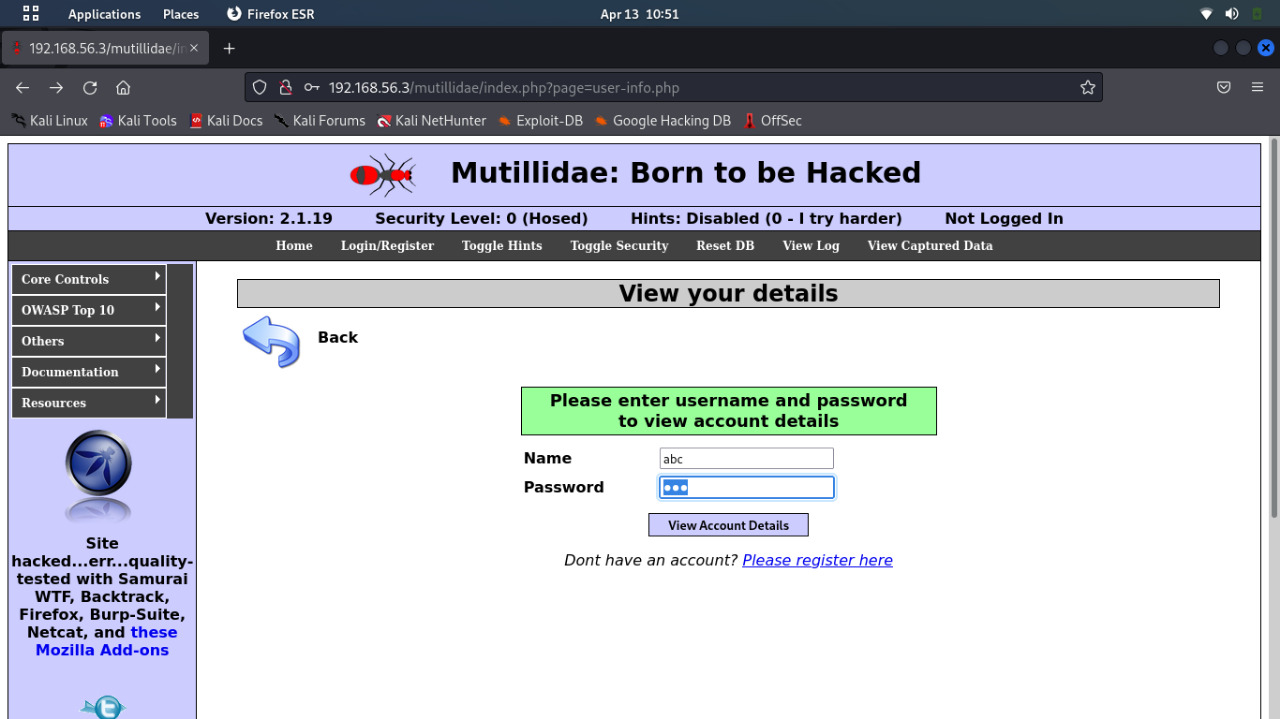 Applications Places Firefox ESR Apr 13 10:51
192.168.56.3/mutillidae/in
192.168.56.3/mutillidae/index.php?page=user-info.php
Kali Linux Kali Tools Kali Docs Kali Forums Kali NetHunter Exploit-DB Google Hacking DB OffSec
Mutillidae: Born to be Hacked
Version: 2.1.19 Security Level: 0 (Hosed) Hints: Disabled (0 - I try harder) Not Logged In
Home Login/Register Toggle Hints Toggle Security Reset DB View Log View Captured Data
Core Controls
OWASP Top 10
Others
Documentation
Resources
Site
hacked...err...quality-
tested with Samurai
WTF, Backtrack,
Firefox, Burp-Suite,
Netcat, and these
Mozilla Add-ons
View your details
Back
Please enter username and password
to view account details
Name abc
Password •••
View Account Details
Dont have an account? Please register here